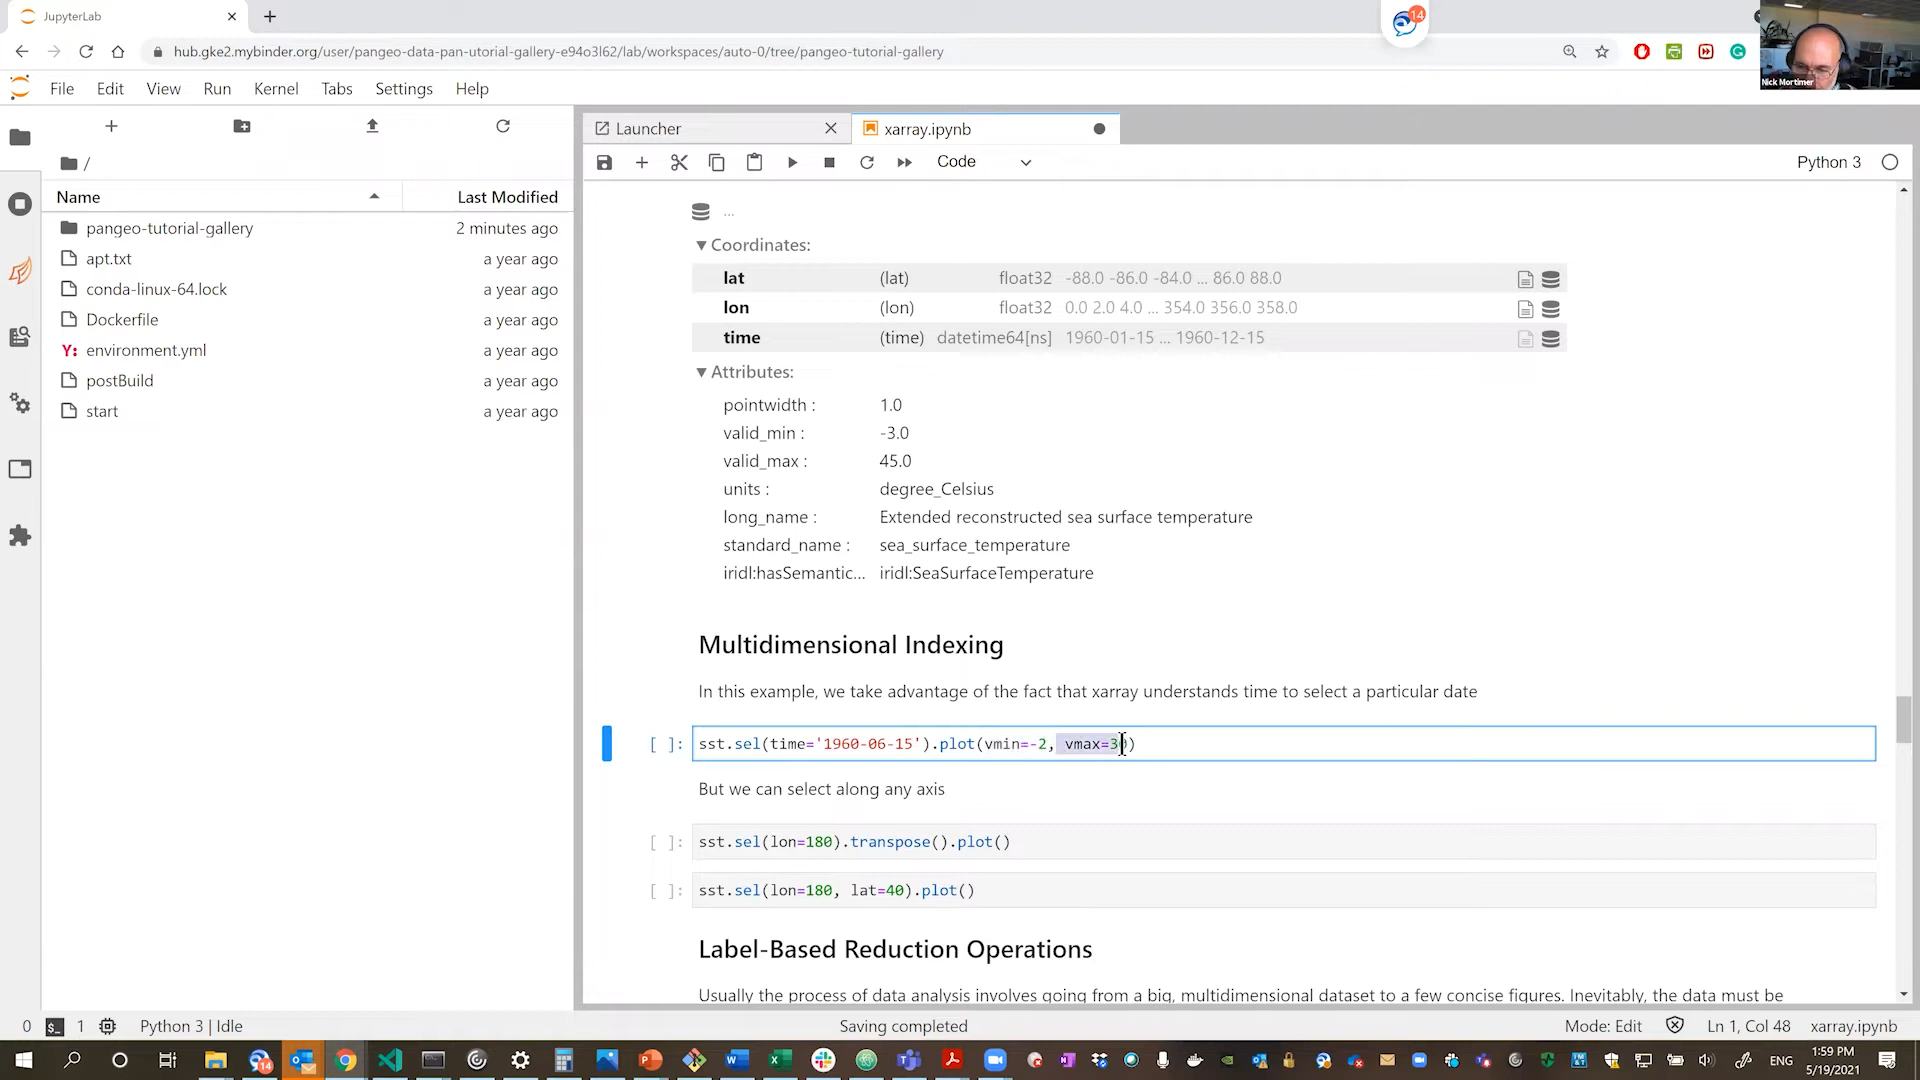 JupyterLab
14
hub.gke2.mybinder.org/user/pangeo-data-pan-utorial-gallery-e94o3l62/lab/workspaces/auto-0/tree/pangeo-tutorial-gallery
Nick Mortimer
File Edit View Run Kernel Tabs Settings Help
Launcher
xarray.ipynb
/
Code
Python 3
Name
Last Modified
pangeo-tutorial-gallery
2 minutes ago
apt.txt
a year ago
conda-linux-64.lock
a year ago
Dockerfile
a year ago
Y: environment.yml
a year ago
postBuild
a year ago
start
a year ago
...
Coordinates:
lat (lat) float32 -88.0 -86.0 -84.0 ... 86.0 88.0
lon (lon) float32 0.0 2.0 4.0 ... 354.0 356.0 358.0
time (time) datetime64[ns] 1960-01-15 ... 1960-12-15
Attributes:
pointwidth : 1.0
valid_min : -3.0
valid_max : 45.0
units : degree_Celsius
long_name : Extended reconstructed sea surface temperature
standard_name : sea_surface_temperature
iridl:hasSemantic... iridl:SeaSurfaceTemperature
Multidimensional Indexing
In this example, we take advantage of the fact that xarray understands time to select a particular date
[ ]: sst.sel(time='1960-06-15').plot(vmin=-2, vmax=30)
But we can select along any axis
[ ]: sst.sel(lon=180).transpose().plot()
[ ]: sst.sel(lon=180, lat=40).plot()
Label-Based Reduction Operations
Usually the process of data analysis involves going from a big, multidimensional dataset to a few concise figures. Inevitably, the data must be
0 1 Python 3 | Idle
Saving completed
Mode: Edit
Ln 1, Col 48
xarray.ipynb
14
ENG
1:59 PM
5/19/2021